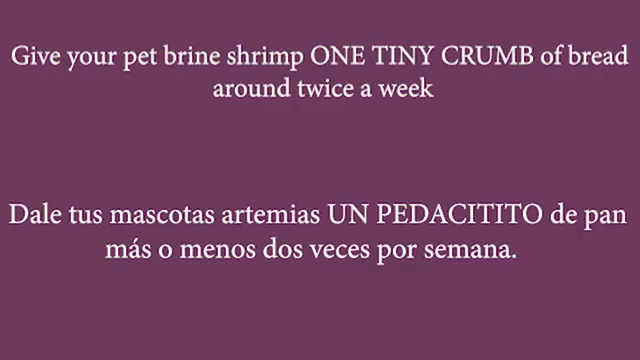 Give your pet brine shrimp ONE TINY CRUMB of bread
around twice a week
Dale tus mascotas artemias UN PEDACITITO de pan
más o menos dos veces por semana.